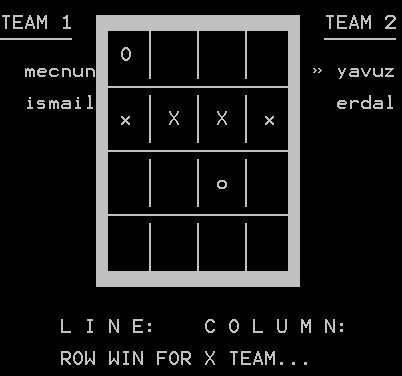 TEAM 1 TEAM 2
mecnun » yavuz
ismail erdal
O
x X X x
o
L I N E: C O L U M N:
ROW WIN FOR X TEAM...